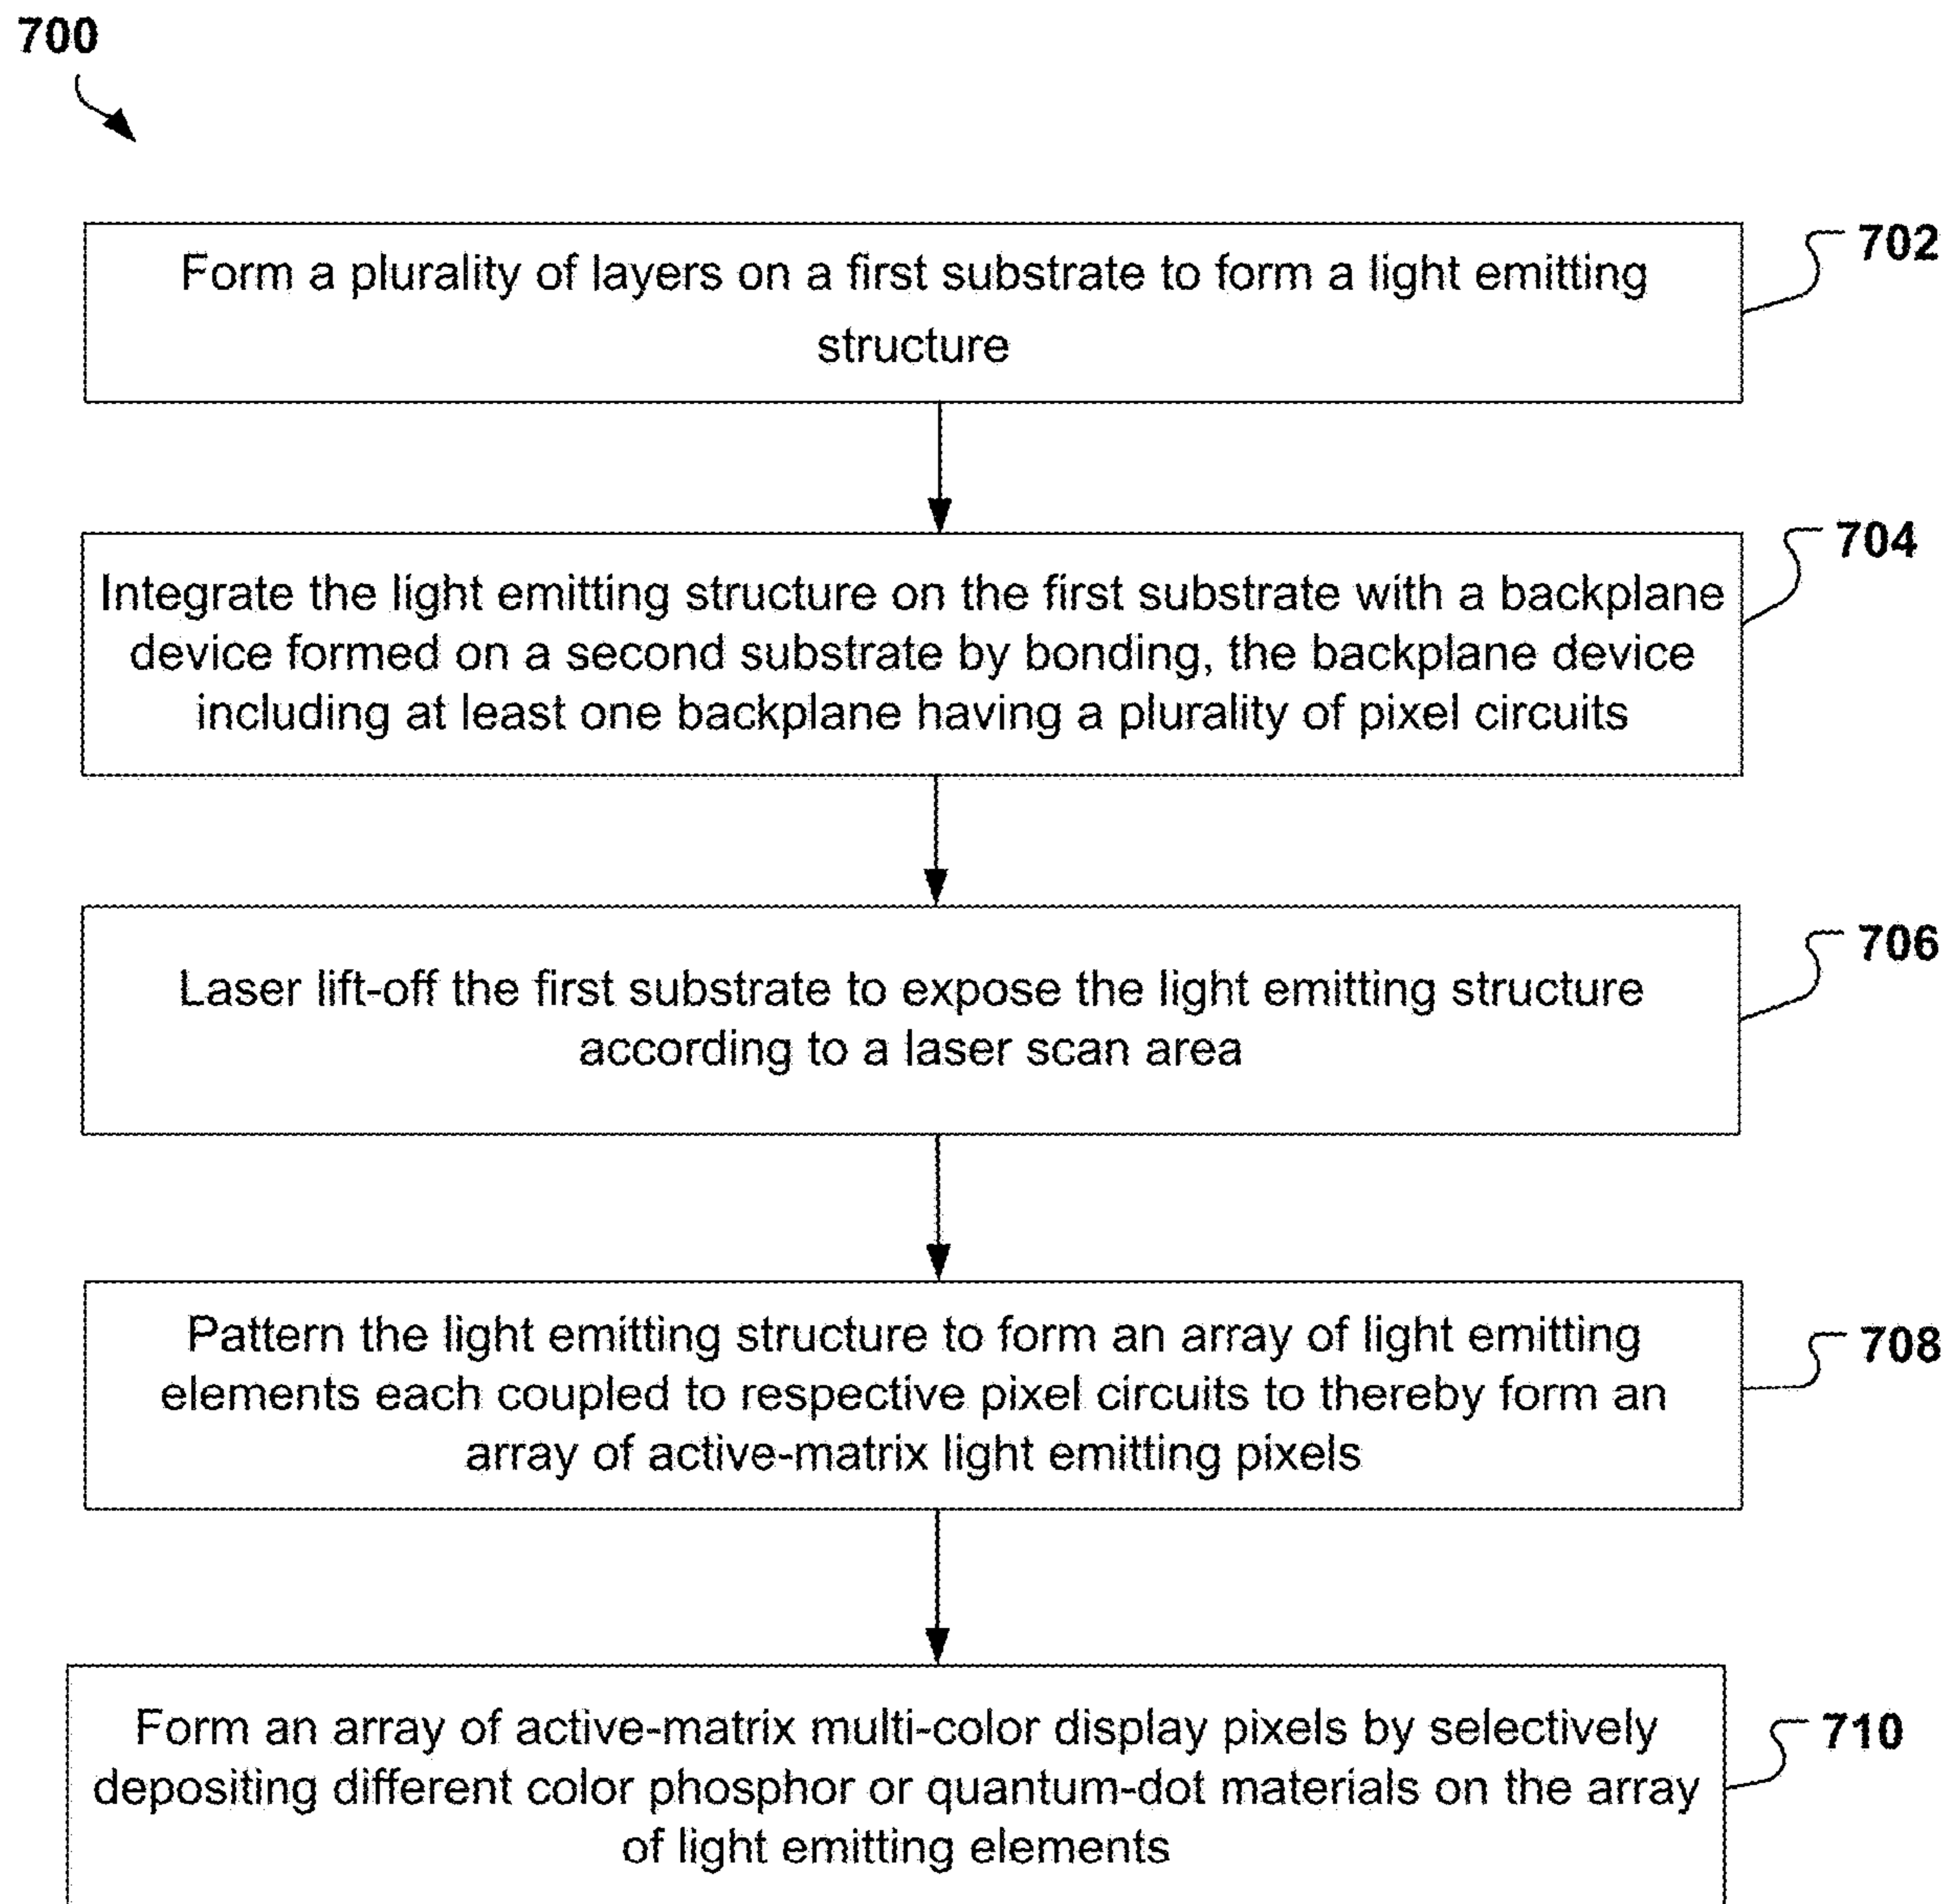 700
Form a plurality of layers on a first substrate to form a light emitting
structure
702
Integrate the light emitting structure on the first substrate with a backplane
device formed on a second substrate by bonding, the backplane device
including at least one backplane having a plurality of pixel circuits
704
Laser lift-off the first substrate to expose the light emitting structure
according to a laser scan area
706
Pattern the light emitting structure to form an array of light emitting
elements each coupled to respective pixel circuits to thereby form an
array of active-matrix light emitting pixels
708
Form an array of active-matrix multi-color display pixels by selectively
depositing different color phosphor or quantum-dot materials on the array
of light emitting elements
710